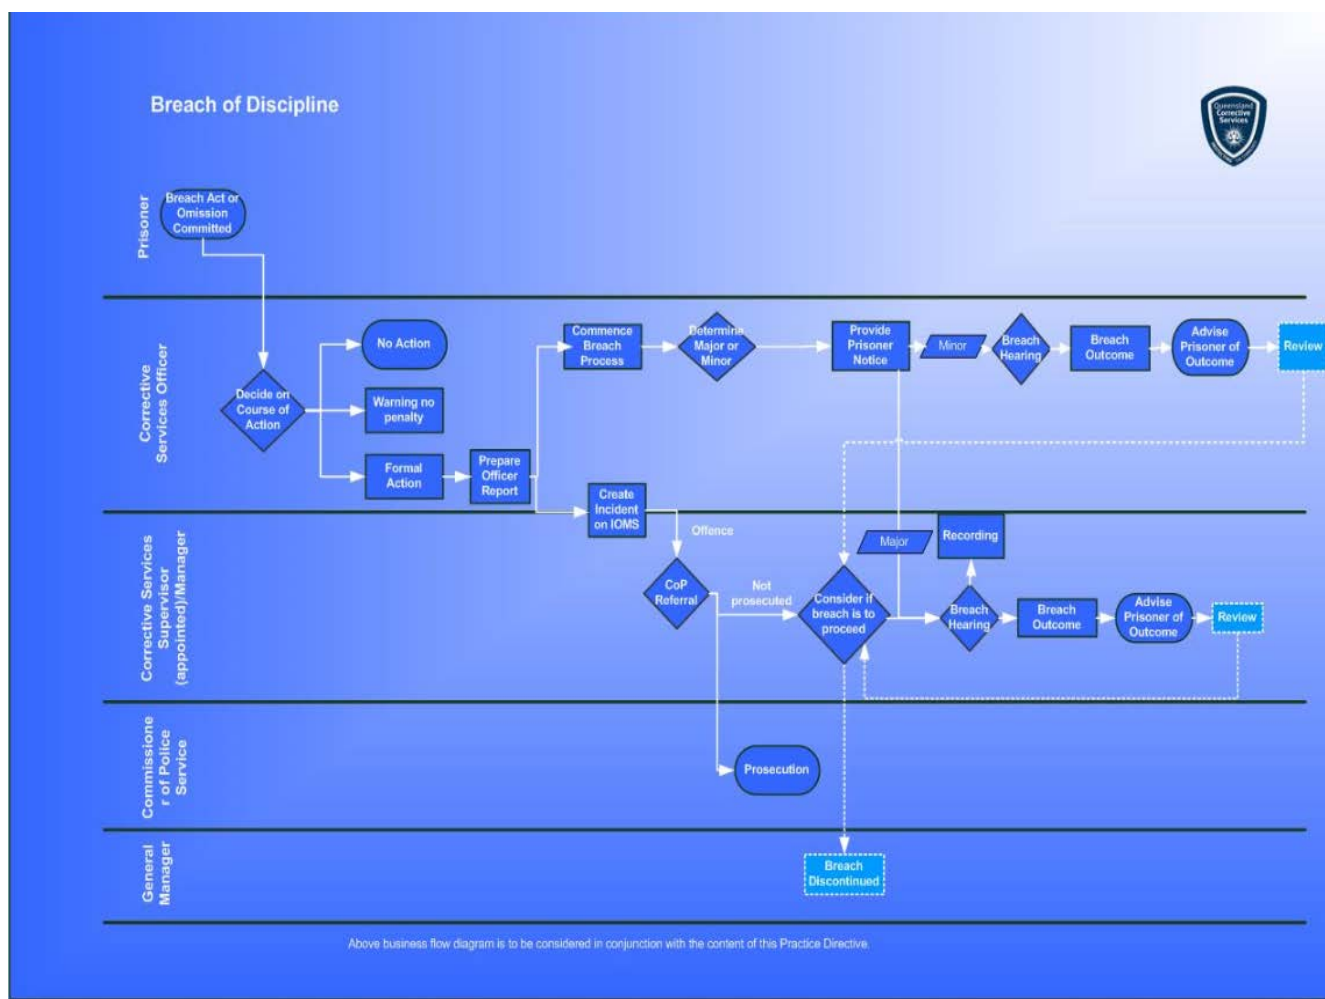 Breach of Discipline
Queensland
Corrective
Services
Prisoner
Breach Act or
Omission
Committed
Corrective
Services Officer
Decide on
Course of
Action
No Action
Warning no
penalty
Formal
Action
Prepare
Officer
Report
Commence
Breach
Process
Determine
Major or
Minor
Provide
Prisoner
Notice
Minor
Breach
Hearing
Breach
Outcome
Advise
Prisoner of
Outcome
Review
Create
Incident
on IOMS
Corrective Services
Supervisor
(appointed)/Manager
Offence
CoP
Referral
Not
prosecuted
Consider if
breach is to
proceed
Major
Recording
Breach
Hearing
Breach
Outcome
Advise
Prisoner of
Outcome
Review
Commissione
r of Police
Service
Prosecution
General
Manager
Breach
Discontinued
Above business flow diagram is to be considered in conjunction with the content of this Practice Directive.